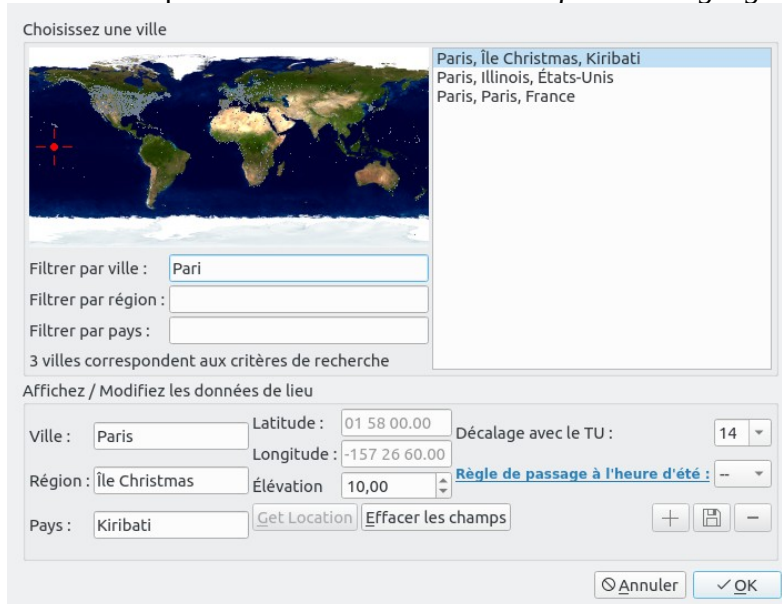 Choisissez une ville
Paris, Île Christmas, Kiribati
Paris, Illinois, États-Unis
Paris, Paris, France
Filtrer par ville : Pari
Filtrer par région :
Filtrer par pays :
3 villes correspondent aux critères de recherche
Affichez / Modifiez les données de lieu
Ville : Paris
Latitude : 01 58 00.00
Décalage avec le TU : 14
Longitude : -157 26 60.00
Région : Île Christmas
Élévation 10,00
Règle de passage à l'heure d'été : --
Pays : Kiribati
Get Location Effacer les champs
Annuler OK